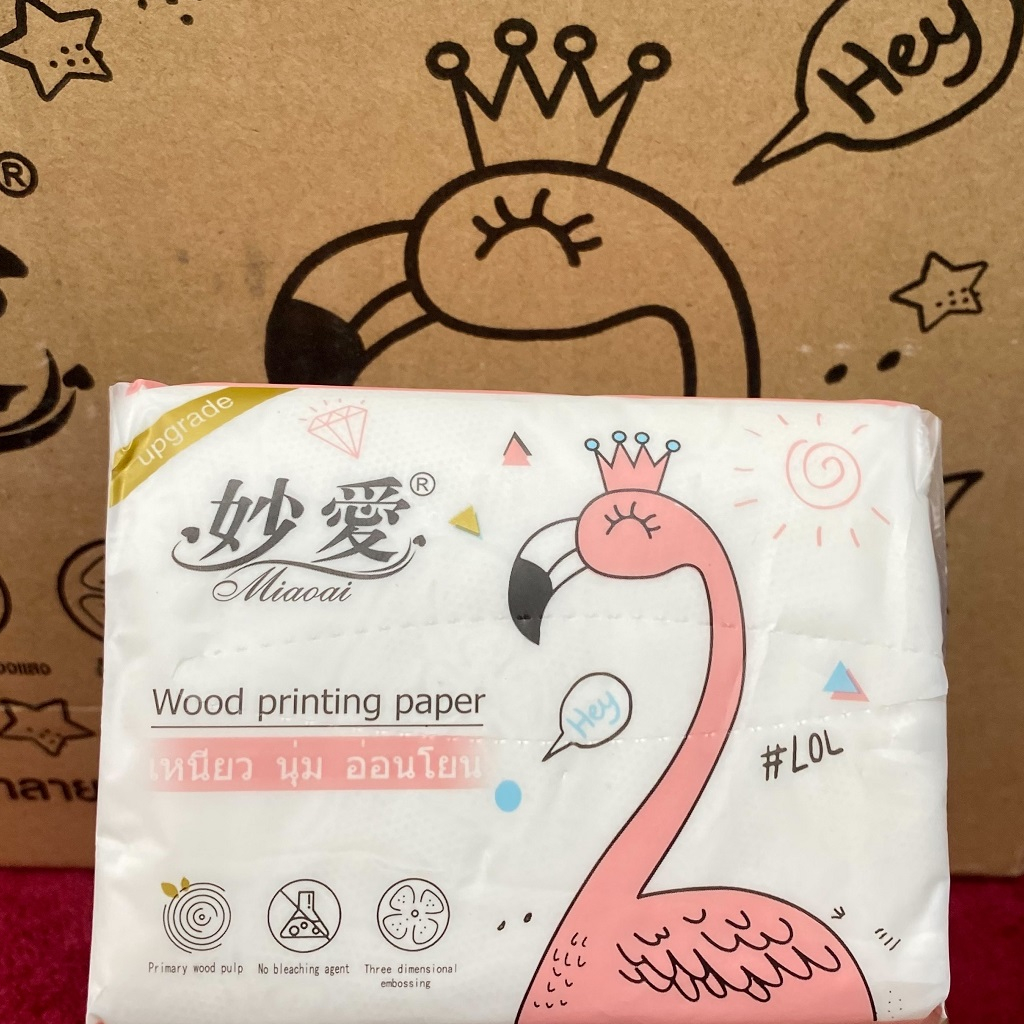 Hey
®
upgrade
妙愛®
Miaoai
Wood printing paper
เหนียว นุ่ม อ่อนโยน
Hey
#LOL
Primary wood pulp
No bleaching agent
Three dimensional
embossing